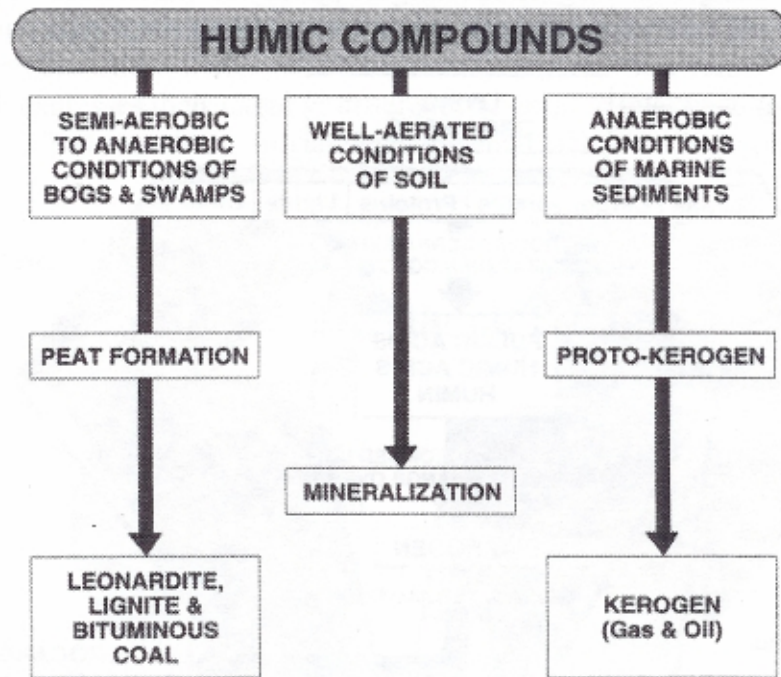 HUMIC COMPOUNDS
SEMI-AEROBIC
TO ANAEROBIC
CONDITIONS OF
BOGS & SWAMPS
WELL-AERATED
CONDITIONS
OF SOIL
ANAEROBIC
CONDITIONS
OF MARINE
SEDIMENTS
PEAT FORMATION
PROTO-KEROGEN
MINERALIZATION
LEONARDITE,
LIGNITE &
BITUMINOUS
COAL
KEROGEN
(Gas & Oil)